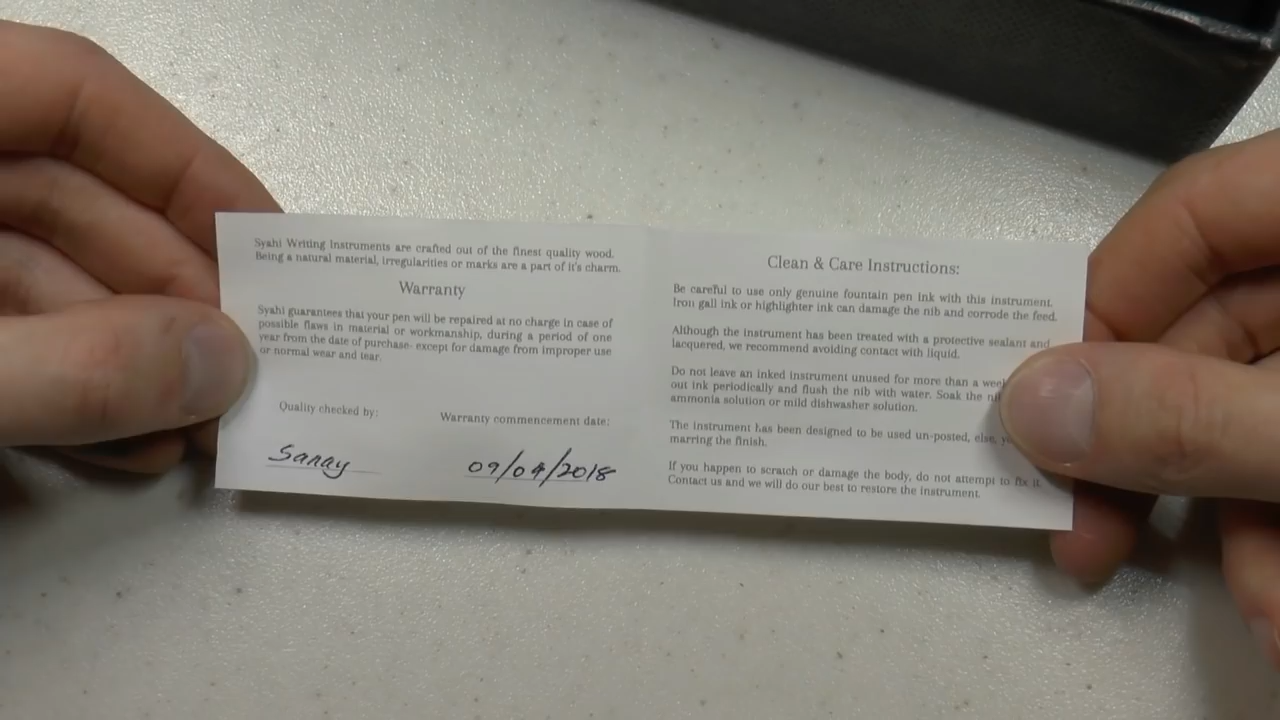 Syahi Writing Instruments are crafted out of the finest quality wood.
Being a natural material, irregularities or marks are a part of it's charm.
Warranty
Syahi guarantees that your pen will be repaired at no charge in case of
possible flaws in material or workmanship, during a period of one
year from the date of purchase- except for damage from improper use
or normal wear and tear.
Quality checked by:
Warranty commencement date:
Sanay
09/04/2018
Clean & Care Instructions:
Be careful to use only genuine fountain pen ink with this instrument.
Iron gall ink or highlighter ink can damage the nib and corrode the feed.
Although the instrument has been treated with a protective sealant and
lacquered, we recommend avoiding contact with liquid.
Do not leave an inked instrument unused for more than a
out ink periodically and flush the nib with water. Soak the
ammonia solution or mild dishwasher solution.
The instrument has been designed to be used un-posted, else,
marring the finish.
If you happen to scratch or damage the body, do not attempt to fix it.
Contact us and we will do our best to restore the instrument.